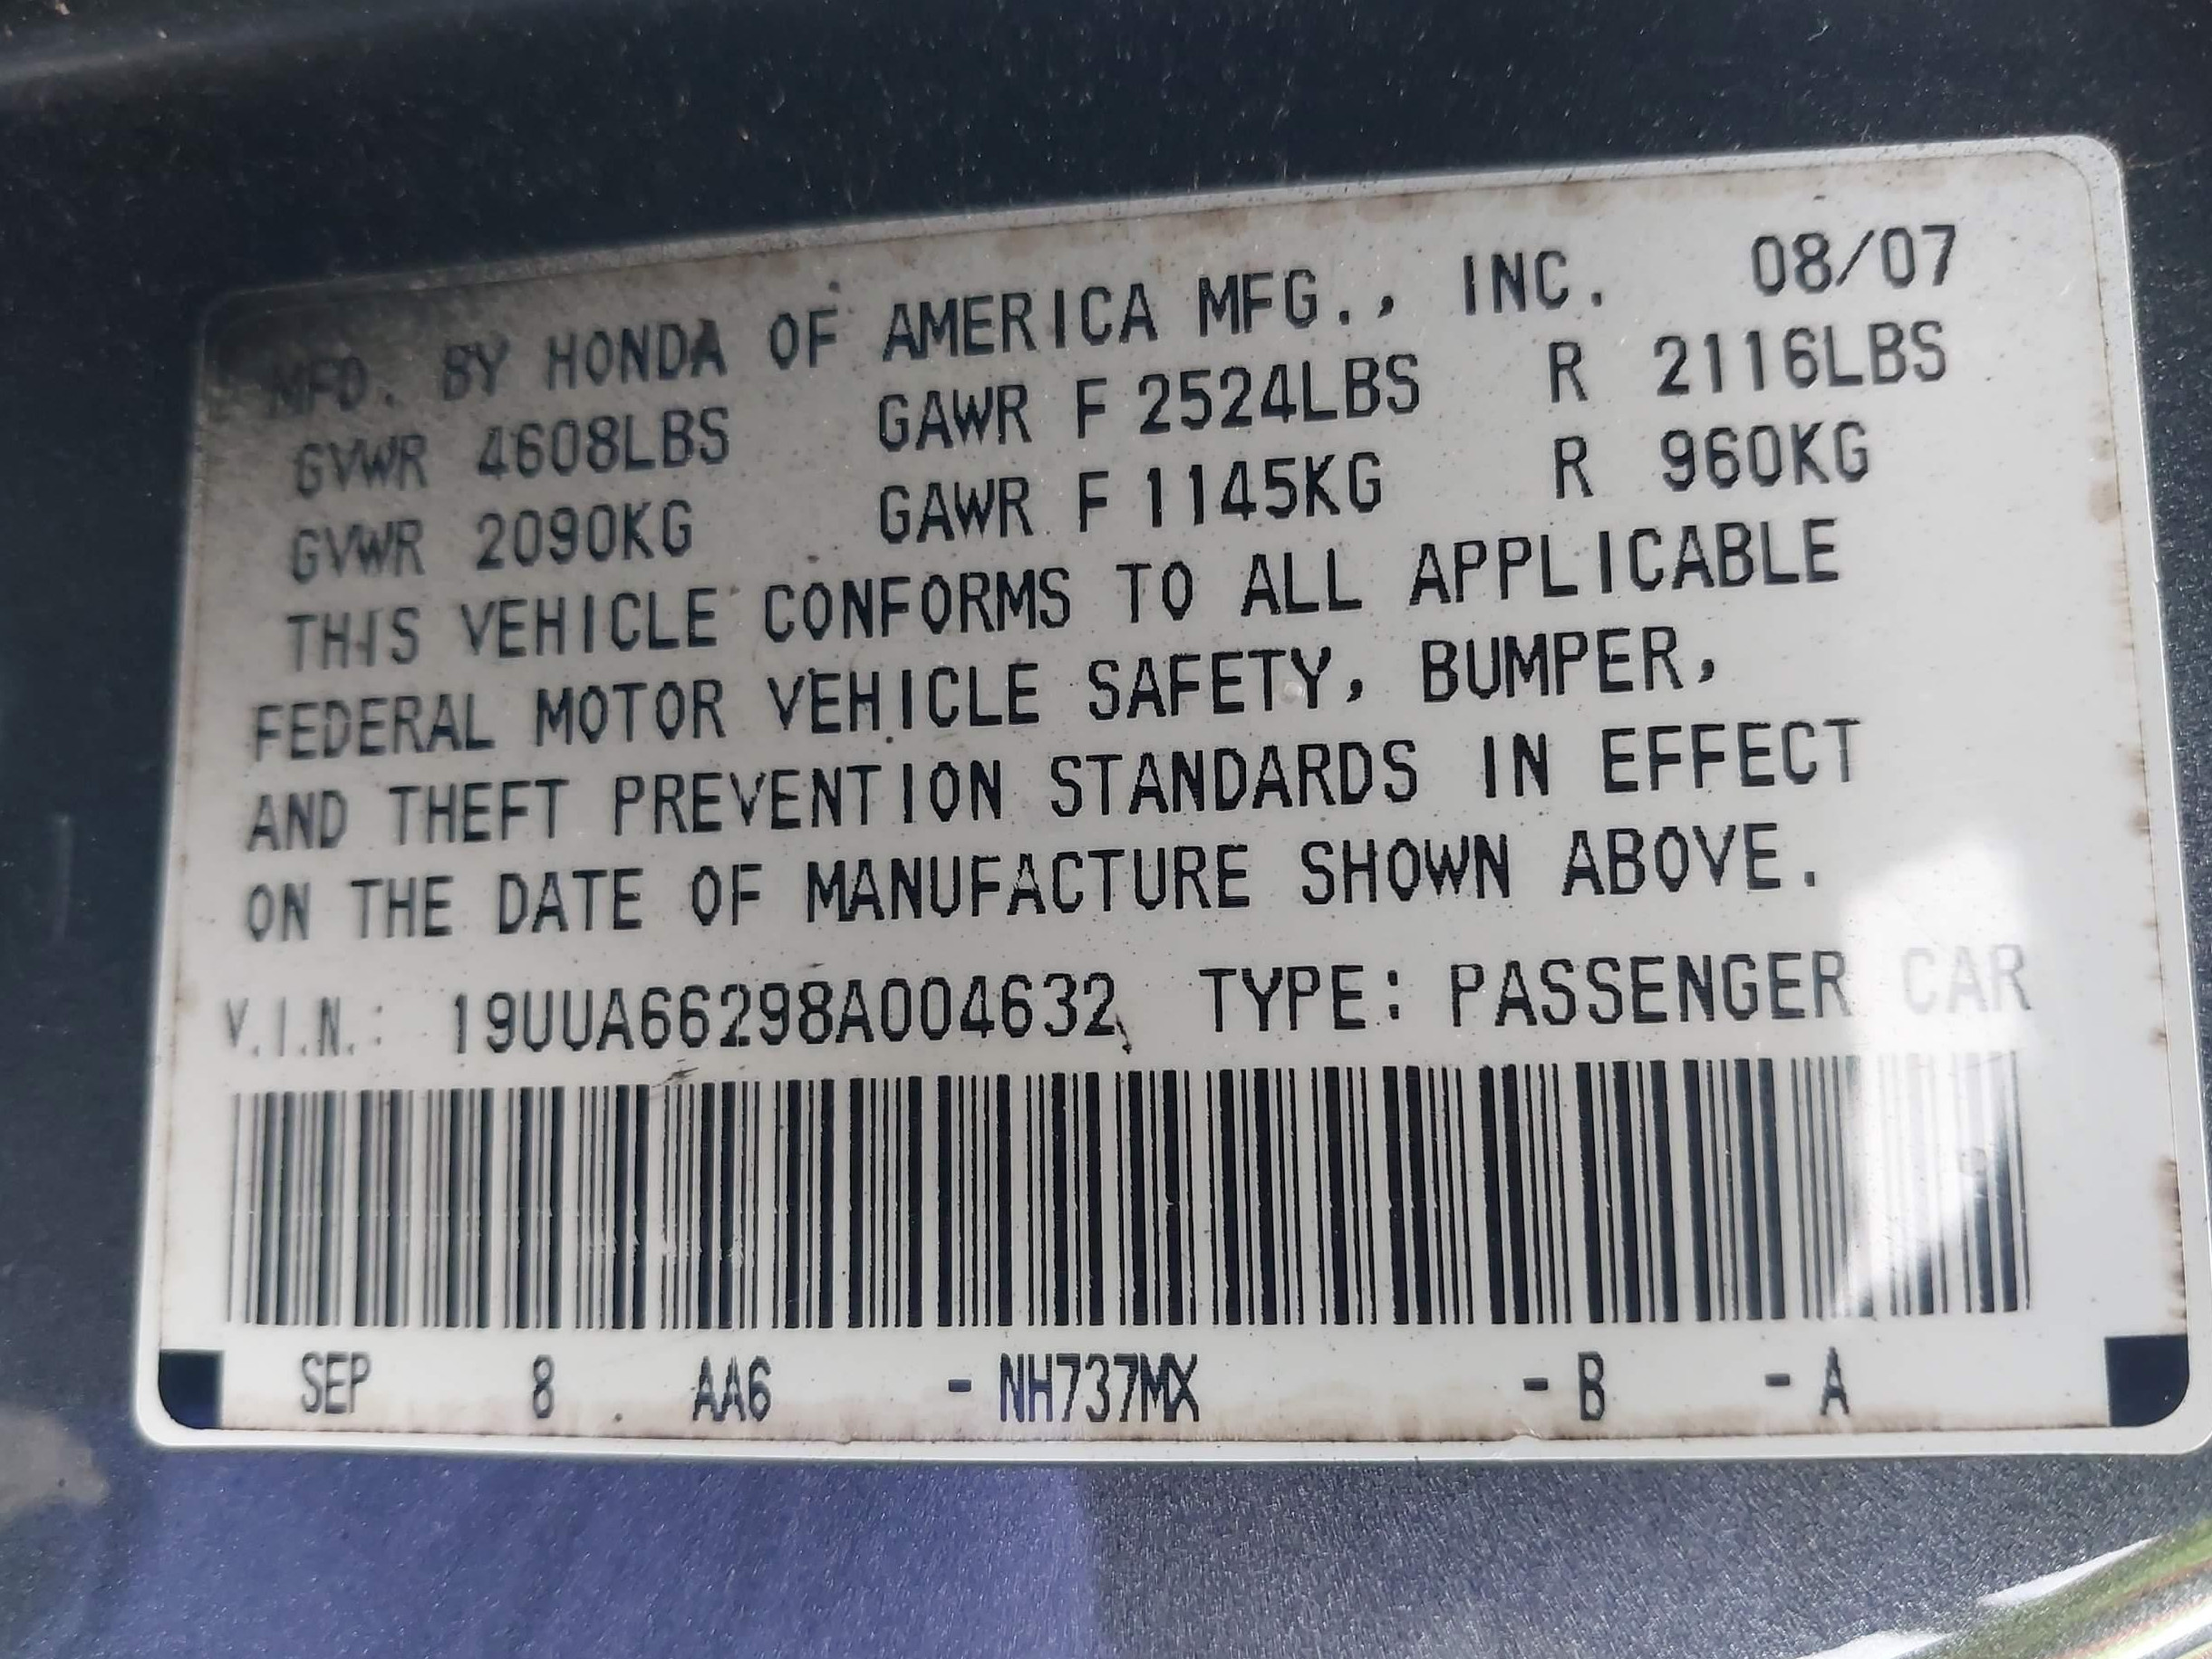 MFD. BY HONDA OF AMERICA MFG., INC. 08/07
GVWR 4608LBS GAWR F 2524LBS R 2116LBS
GVWR 2090KG GAWR F 1145KG R 960KG
THIS VEHICLE CONFORMS TO ALL APPLICABLE
FEDERAL MOTOR VEHICLE SAFETY, BUMPER,
AND THEFT PREVENTION STANDARDS IN EFFECT
ON THE DATE OF MANUFACTURE SHOWN ABOVE.
V.I.N.: 19UUA66298A004632 TYPE: PASSENGER CAR
SEP 8 AA6 - NH737MX - B - A